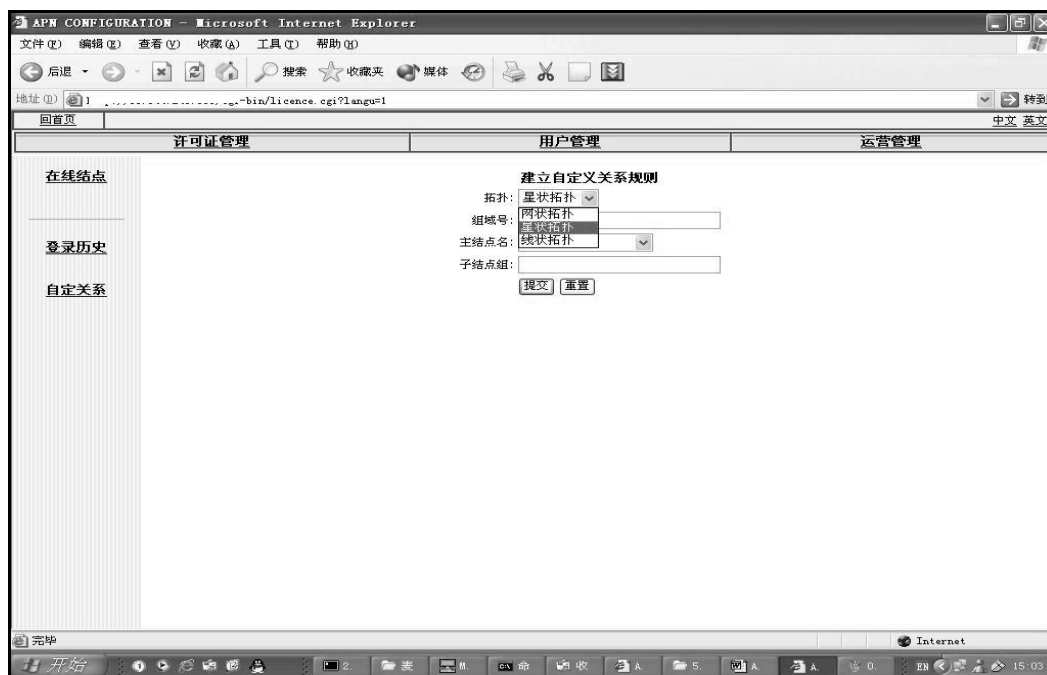 APN CONFIGURATION - Microsoft Internet Explorer
文件(F) 编辑(E) 查看(V) 收藏(A) 工具(T) 帮助(H)
后退 搜索 收藏夹 媒体
地址(D) -bin/licence.cgi?langu=1 转到
回首页 中文 英文
许可证管理 用户管理 运营管理
在线结点
登录历史
自定关系
建立自定义关系规则
拓扑: 星状拓扑
网状拓扑
星状拓扑
线状拓扑
组域号:
主结点名:
子结点组:
提交 重置
完毕 Internet
开始 2. 麦 M. 命 收 A. 5. A. A. O. EN 15:03